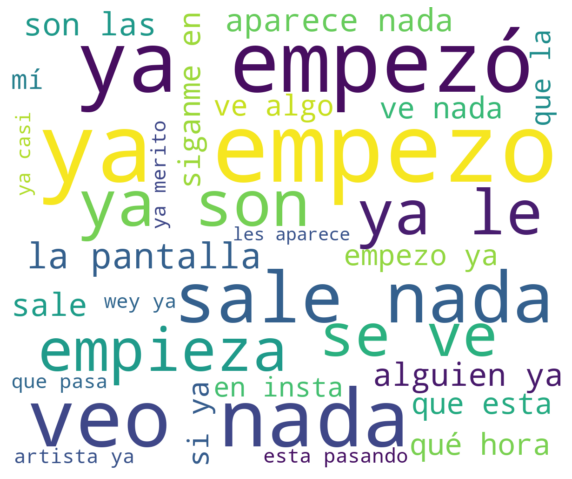 son las
aparece nada
ya empezó
que la
mí
siganme en
ve algo
ve nada
ya casi
ya merito
ya empezo
ya son
ya le
les aparece
la pantalla
empezo ya
sale
wey ya
sale nada
empieza
se ve
que pasa
alguien ya
en insta
si ya
que esta
veo nada
qué hora
artista ya
esta pasando